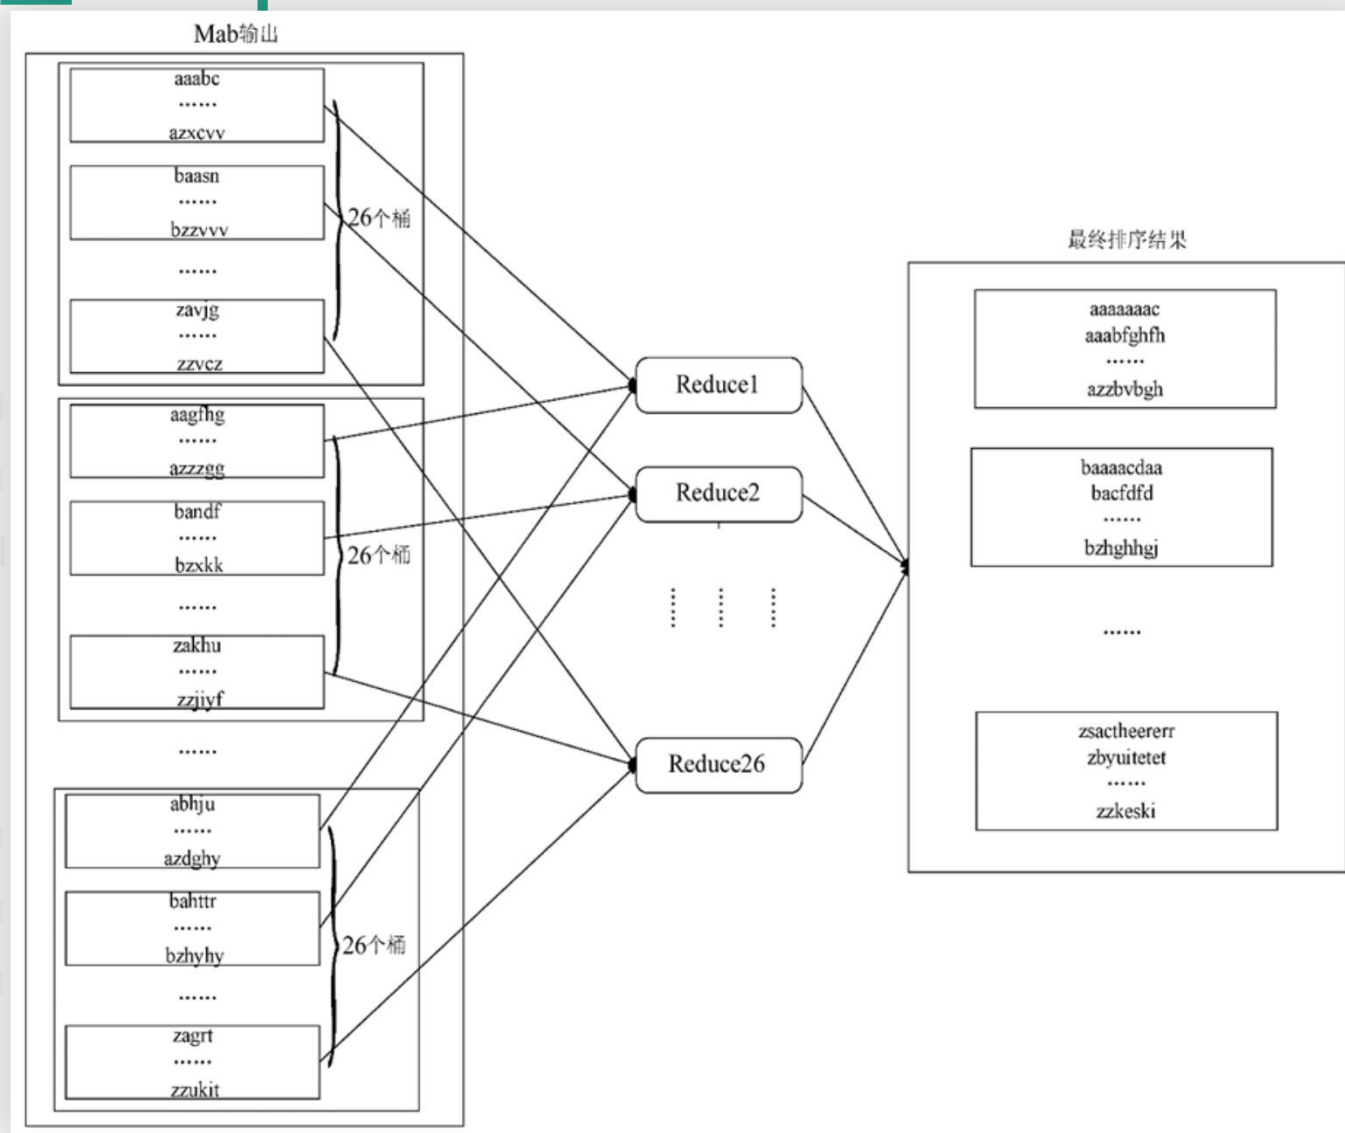 Mab输出
aaabc
......
azxcvv
baasn
......
bzzvvv
......
zavjg
......
zzvcz
26个桶
aagfhg
......
azzzgg
bandf
......
bzxkk
......
zakhu
......
zzjiyf
26个桶
......
abhju
......
azdghy
bahttr
......
bzhyhy
......
zagrt
......
zzukit
26个桶
Reduce1
Reduce2
Reduce26
最终排序结果
aaaaaaac
aaabfghfh
......
azzbvbgh
baaaacdaa
bacfdfd
......
bzhghhgj
......
zsactheererr
zbyuitetet
......
zzkeski